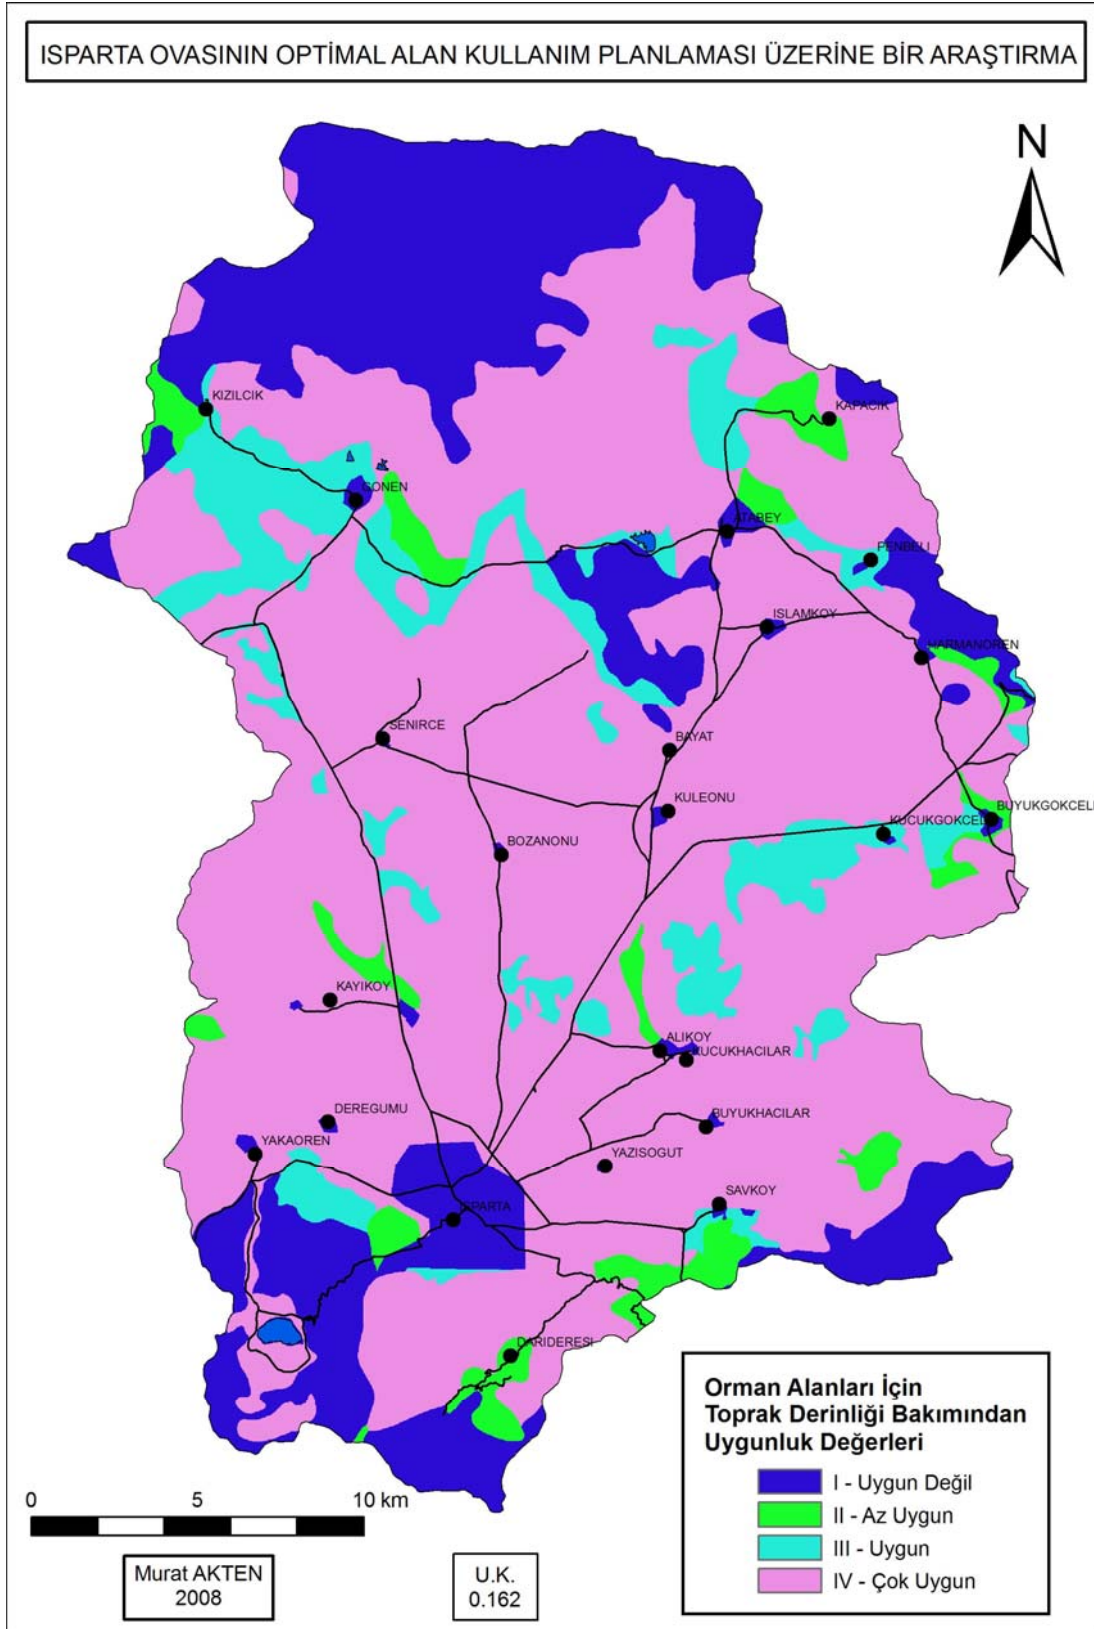 ISPARTA OVASININ OPTİMAL ALAN KULLANIM PLANLAMASI ÜZERİNE BİR ARAŞTIRMA
N
KIZILCIK
KAPACIK
GONEN
ATABEY
PENBELI
ISLAMKOY
HARMANOREN
SENIRCE
BAYAT
KULEONU
BUYUKGOKCELI
KUCUKGOKCELI
BOZANONU
KAYIKOY
ALIKOY
KUCUKHACILAR
DEREGUMU
BUYUKHACILAR
YAKAOREN
YAZISOGUT
SAVKOY
ISPARTA
DARIDERESI
Orman Alanları İçin
Toprak Derinliği Bakımından
Uygunluk Değerleri
I - Uygun Değil
II - Az Uygun
III - Uygun
IV - Çok Uygun
0 5 10 km
Murat AKTEN
2008
U.K.
0.162